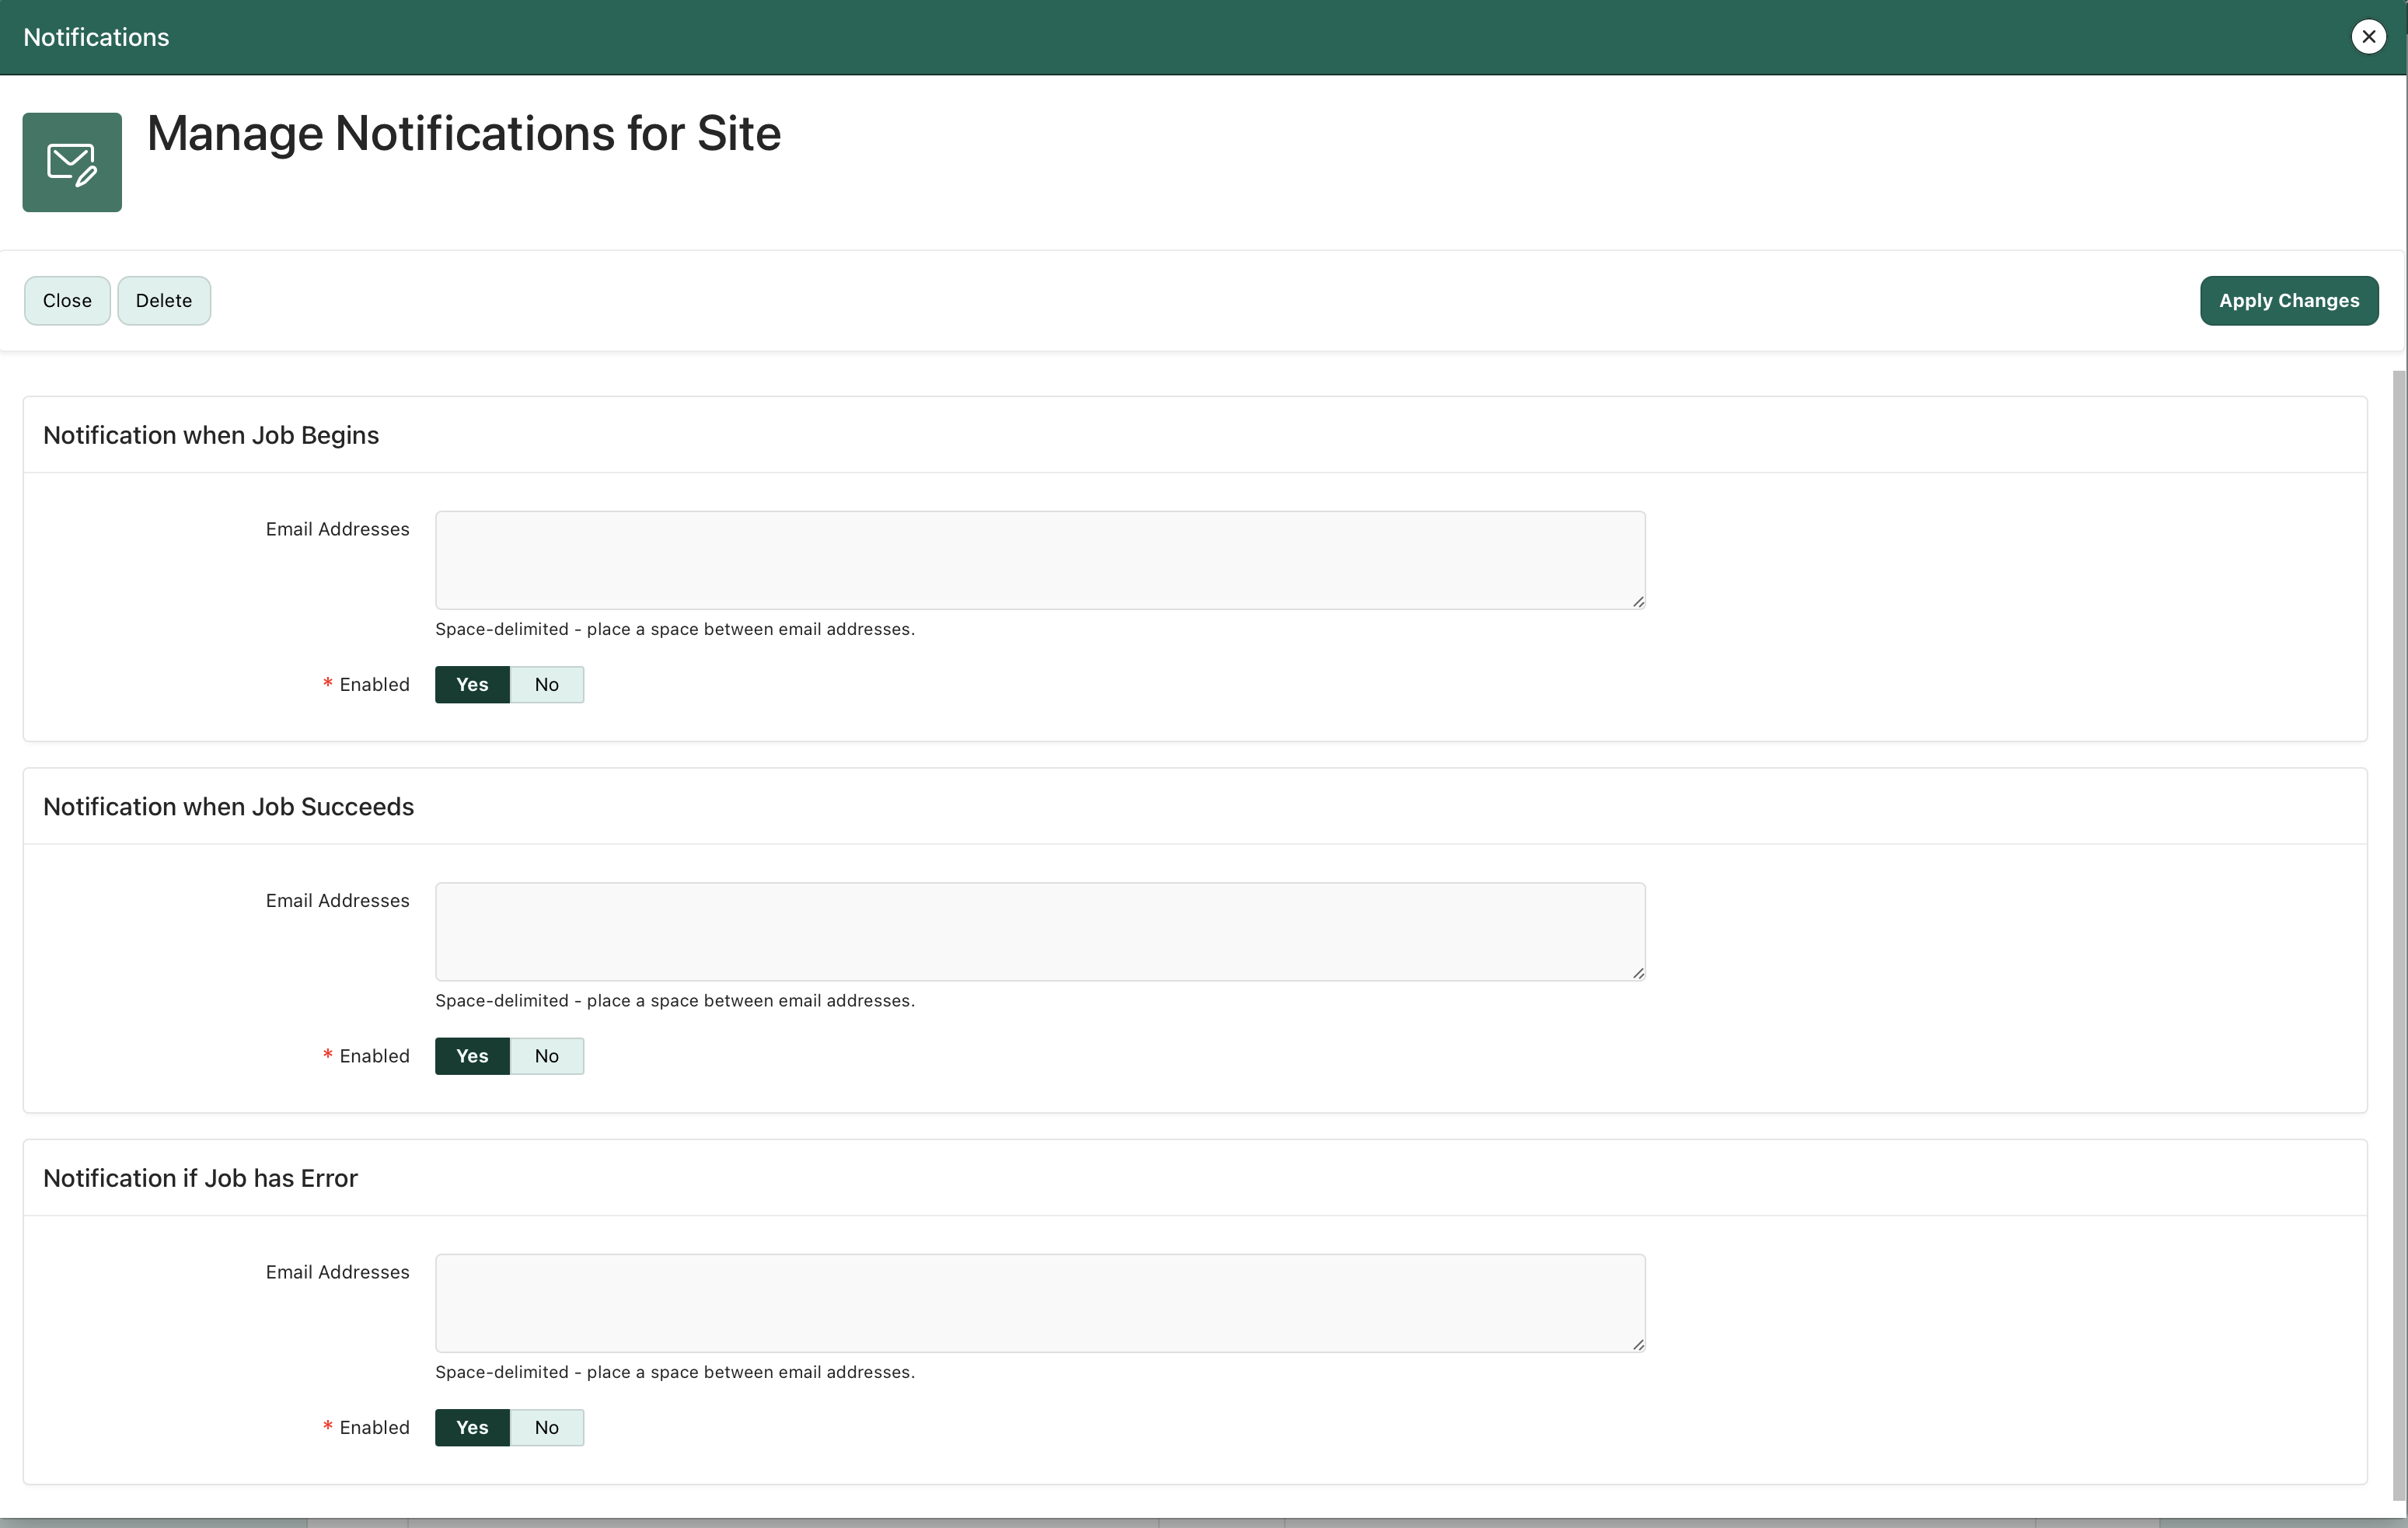 Notifications
Manage Notifications for Site
Close Delete Apply Changes
Notification when Job Begins
Email Addresses
Space-delimited - place a space between email addresses.
* Enabled Yes No
Notification when Job Succeeds
Email Addresses
Space-delimited - place a space between email addresses.
* Enabled Yes No
Notification if Job has Error
Email Addresses
Space-delimited - place a space between email addresses.
* Enabled Yes No